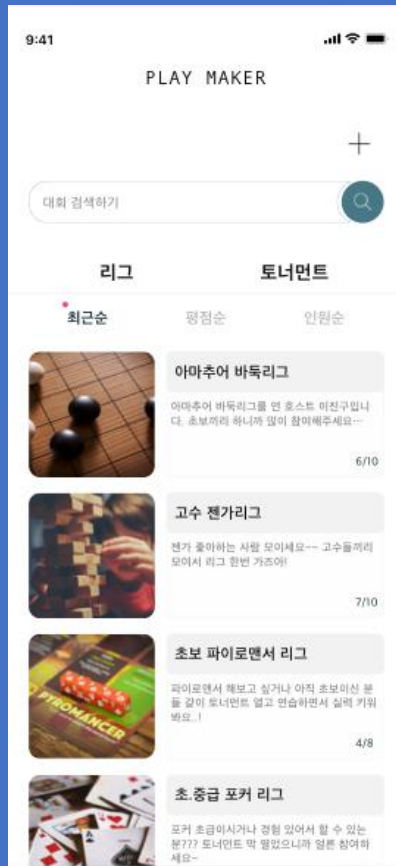 9:41
PLAY MAKER
대회 검색하기
리그 토너먼트
최근순 평점순 인원순
아마추어 바둑리그
아마추어 바둑리그를 연 호스트 이진구입니
다. 초보끼리 하니까 많이 참여해주세요…
6/10
고수 젠가리그
젠가 좋아하는 사람 모이세요~~ 고수들끼리
모여서 리그 한번 가즈아!
7/10
초보 파이로맨서 리그
파이로맨서 해보고 싶거나 아직 초보이신 분
들 같이 토너먼트 열고 연습하면서 실력 키워
봐요..!
4/8
PYROMANCER
초.중급 포커 리그
포커 초급이시거나 경험 있어서 할 수 있는
분??? 토너먼트 막 열었으니까 얼른 참여하
세요~